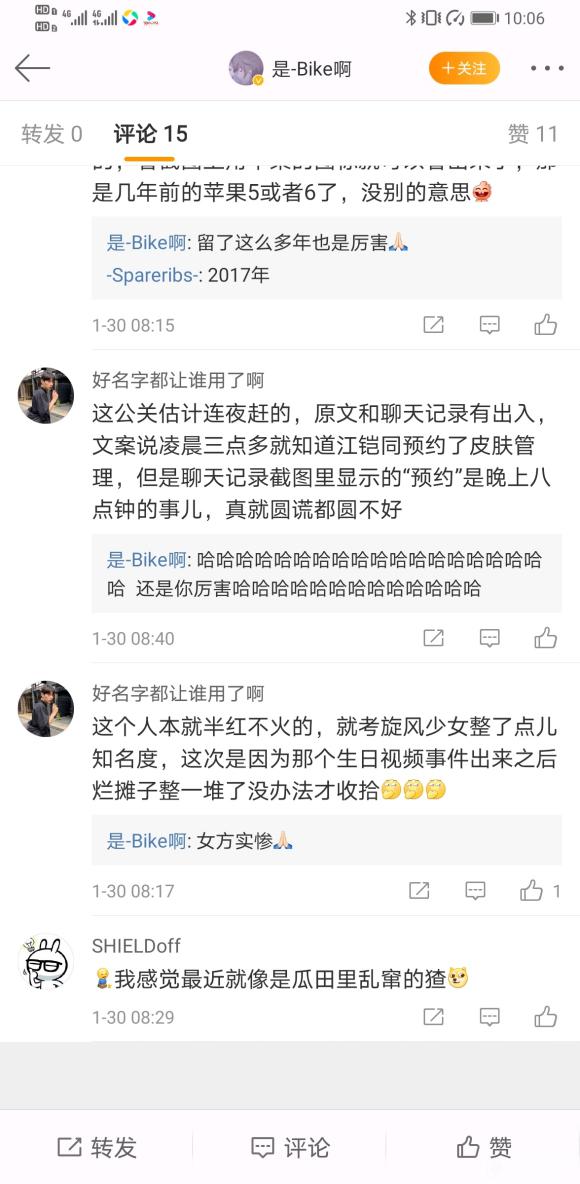 HD 1 4G 4G
HD 2
10:06
是-Bike啊
+关注
转发 0
评论 15
赞 11
是几年前的苹果5或者6了，没别的意思
是-Bike啊: 留了这么多年也是厉害🙏🏻
-Spareribs-: 2017年
1-30 08:15
好名字都让谁用了啊
这公关估计连夜赶的，原文和聊天记录有出入，
文案说凌晨三点多就知道江铠同预约了皮肤管
理，但是聊天记录截图里显示的“预约”是晚上八
点钟的事儿，真就圆谎都圆不好
是-Bike啊: 哈哈哈哈哈哈哈哈哈哈哈哈哈哈哈哈哈哈
哈 还是你厉害哈哈哈哈哈哈哈哈哈哈哈哈哈
1-30 08:40
好名字都让谁用了啊
这个人本就半红不火的，就考旋风少女整了点儿
知名度，这次是因为那个生日视频事件出来之后
烂摊子整一堆了没办法才收拾🤔🤔🤔
是-Bike啊: 女方实惨🙏🏻
1-30 08:17
1
SHIELDoff
我感觉最近就像是瓜田里乱窜的猹
1-30 08:29
转发
评论
赞